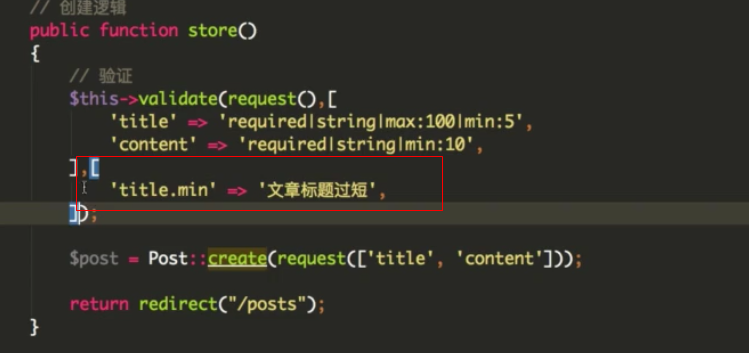 // 创建逻辑
public function store()
{
// 验证
$this->validate(request(),[
'title' => 'required|string|max:100|min:5',
'content' => 'required|string|min:10',
],[
'title.min' => '文章标题过短',
]);
$post = Post::create(request(['title', 'content']));
return redirect("/posts");
}